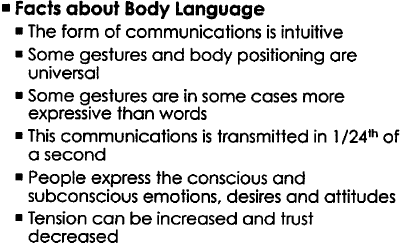 ▪ Facts about Body Language
▪ The form of communications is intuitive
▪ Some gestures and body positioning are
universal
▪ Some gestures are in some cases more
expressive than words
▪ This communications is transmitted in 1/24th of
a second
▪ People express the conscious and
subconscious emotions, desires and attitudes
▪ Tension can be increased and trust
decreased